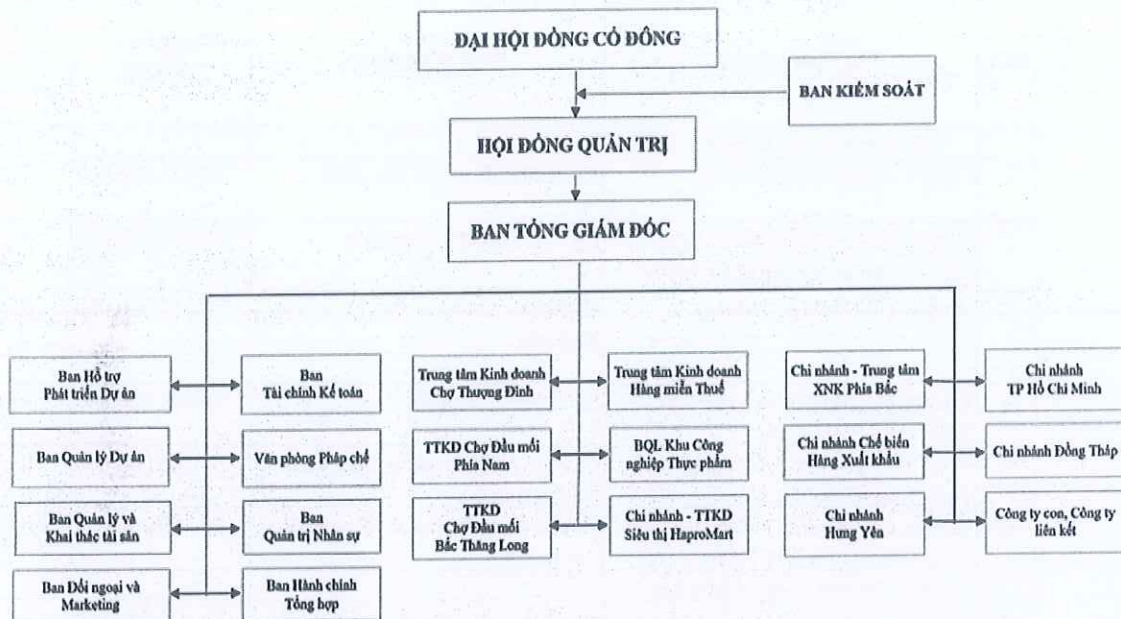 ĐẠI HỘI ĐỒNG CỔ ĐÔNG
BAN KIỂM SOÁT
HỘI ĐỒNG QUẢN TRỊ
BAN TỔNG GIÁM ĐỐC
Ban Hỗ trợ
Phát triển Dự án
Ban
Tài chính Kế toán
Trung tâm Kinh doanh
Chợ Thượng Đình
Trung tâm Kinh doanh
Hàng miễn Thuế
Chi nhánh - Trung tâm
XNK Phía Bắc
Chi nhánh
TP Hồ Chí Minh
Ban Quản lý Dự án
Văn phòng Pháp chế
TTKD Chợ Đầu mối
Phía Nam
BQL Khu Công
nghiệp Thực phẩm
Chi nhánh Chế biến
Hàng Xuất khẩu
Chi nhánh Đồng Tháp
Ban Quản lý và
Khai thác tài sản
Ban
Quản trị Nhân sự
TTKD
Chợ Đầu mối
Bắc Thăng Long
Chi nhánh - TTKD
Siêu thị HaproMart
Chi nhánh
Hưng Yên
Công ty con, Công ty
liên kết
Ban Đối ngoại và
Marketing
Ban Hành chính
Tổng hợp